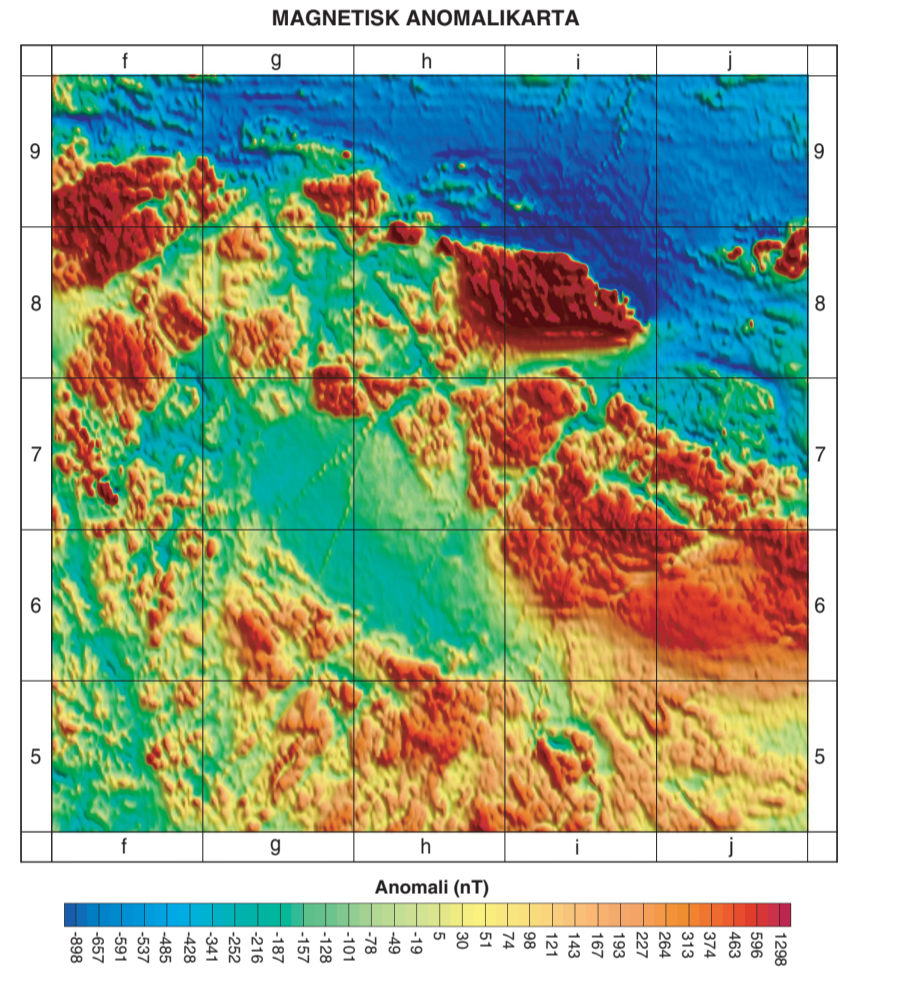 MAGNETISK ANOMALIKARTA
f g h i j
9 9
8 8
7 7
6 6
5 5
f g h i j
Anomali (nT)
-898 -657 -591 -537 -485 -428 -341 -252 -216 -187 -157 -128 -101 -78 -49 -19 5 30 51 74 98 121 143 167 193 227 264 313 374 463 596 1298